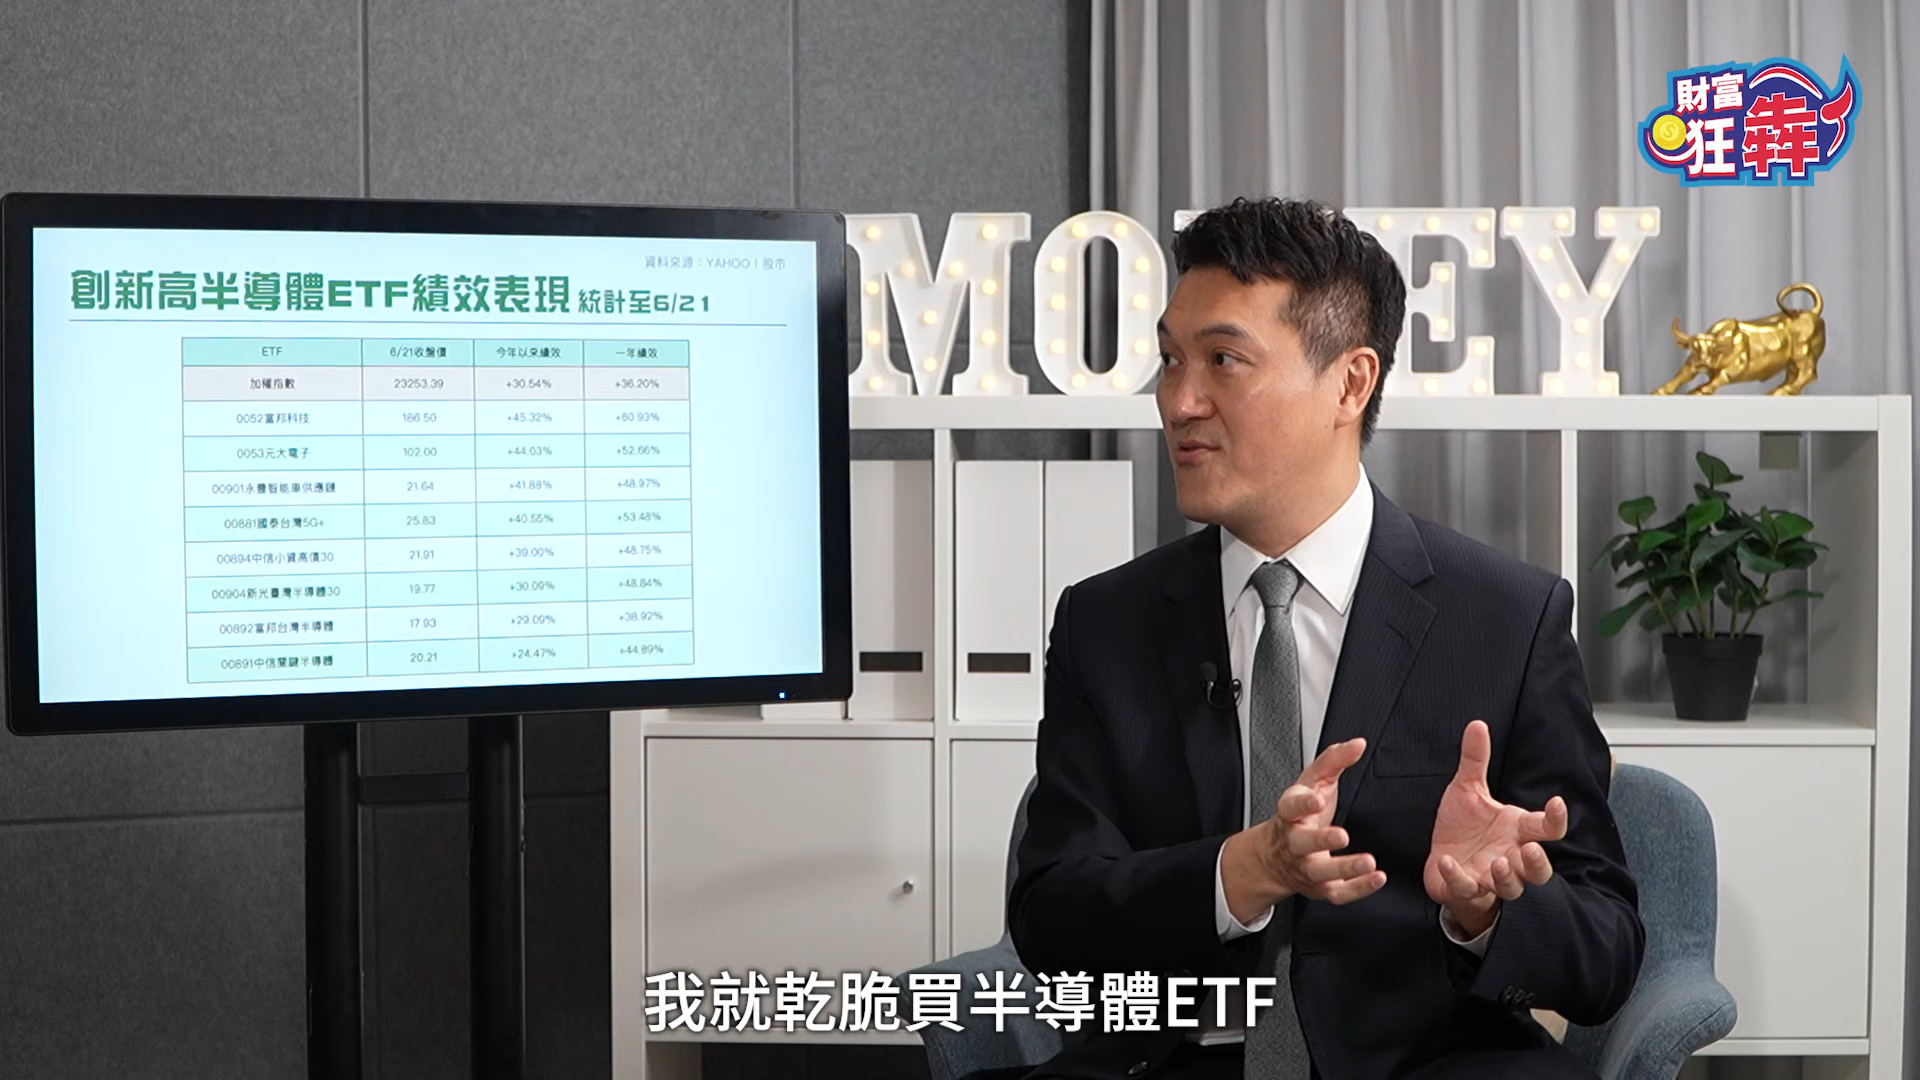 財富
狂犇
MONEY
資料來源：YAHOO！股市
創新高半導體ETF績效表現 統計至6/21
ETF 6/21收盤價 今年以來績效 一年績效
加權指數 23253.39 +30.54% +36.20%
0052富邦科技 186.50 +45.32% +60.93%
0053元大電子 102.00 +44.03% +52.66%
00901永豐智能車供應鏈 21.64 +41.88% +48.97%
00881國泰台灣5G+ 25.83 +40.55% +53.48%
00894中信小資高價30 21.91 +39.00% +48.75%
00904新光臺灣半導體30 19.77 +30.09% +48.84%
00892富邦台灣半導體 17.93 +29.09% +38.92%
00891中信關鍵半導體 20.21 +24.47% +44.89%
我就乾脆買半導體ETF